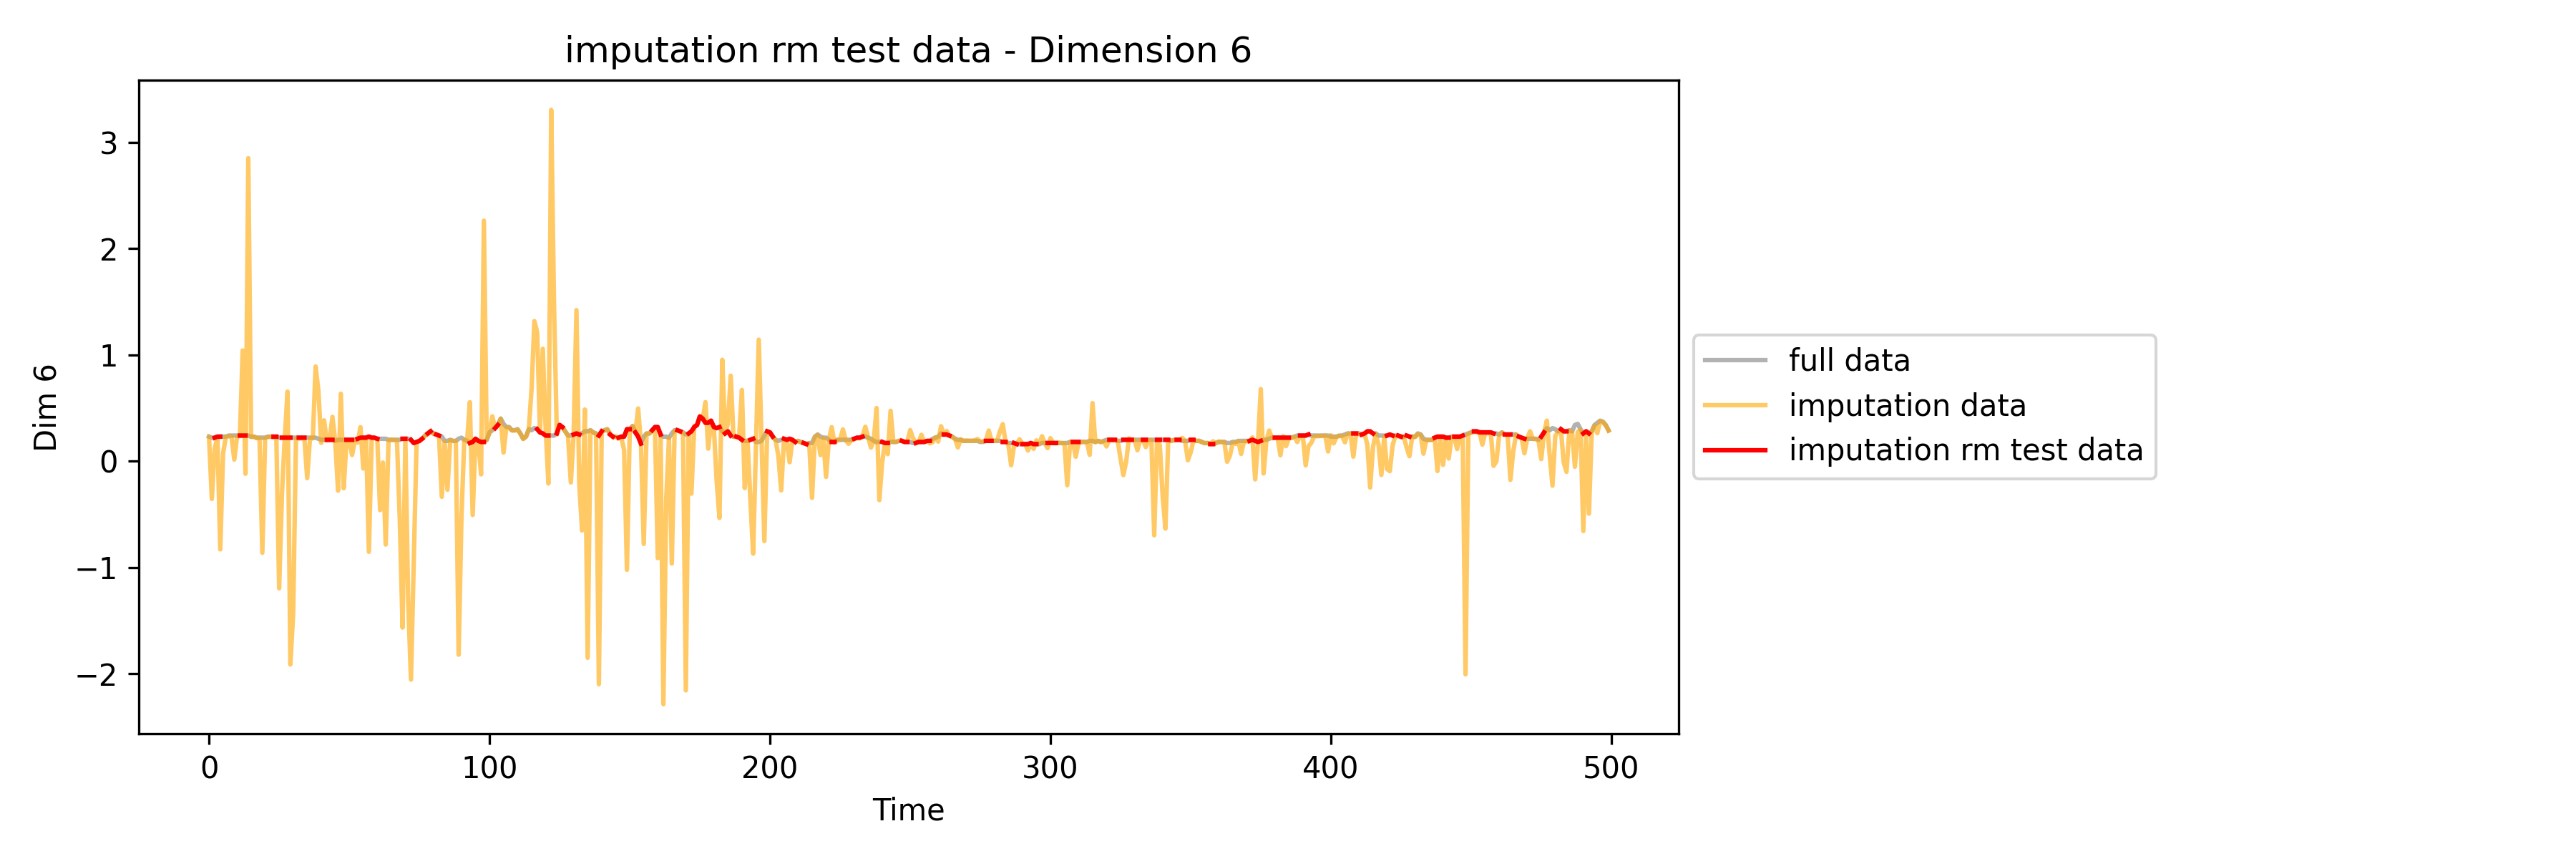 imputation rm test data - Dimension 6
3
2
1
0
−1
−2
Dim 6
0 100 200 300 400 500
Time
full data
imputation data
imputation rm test data